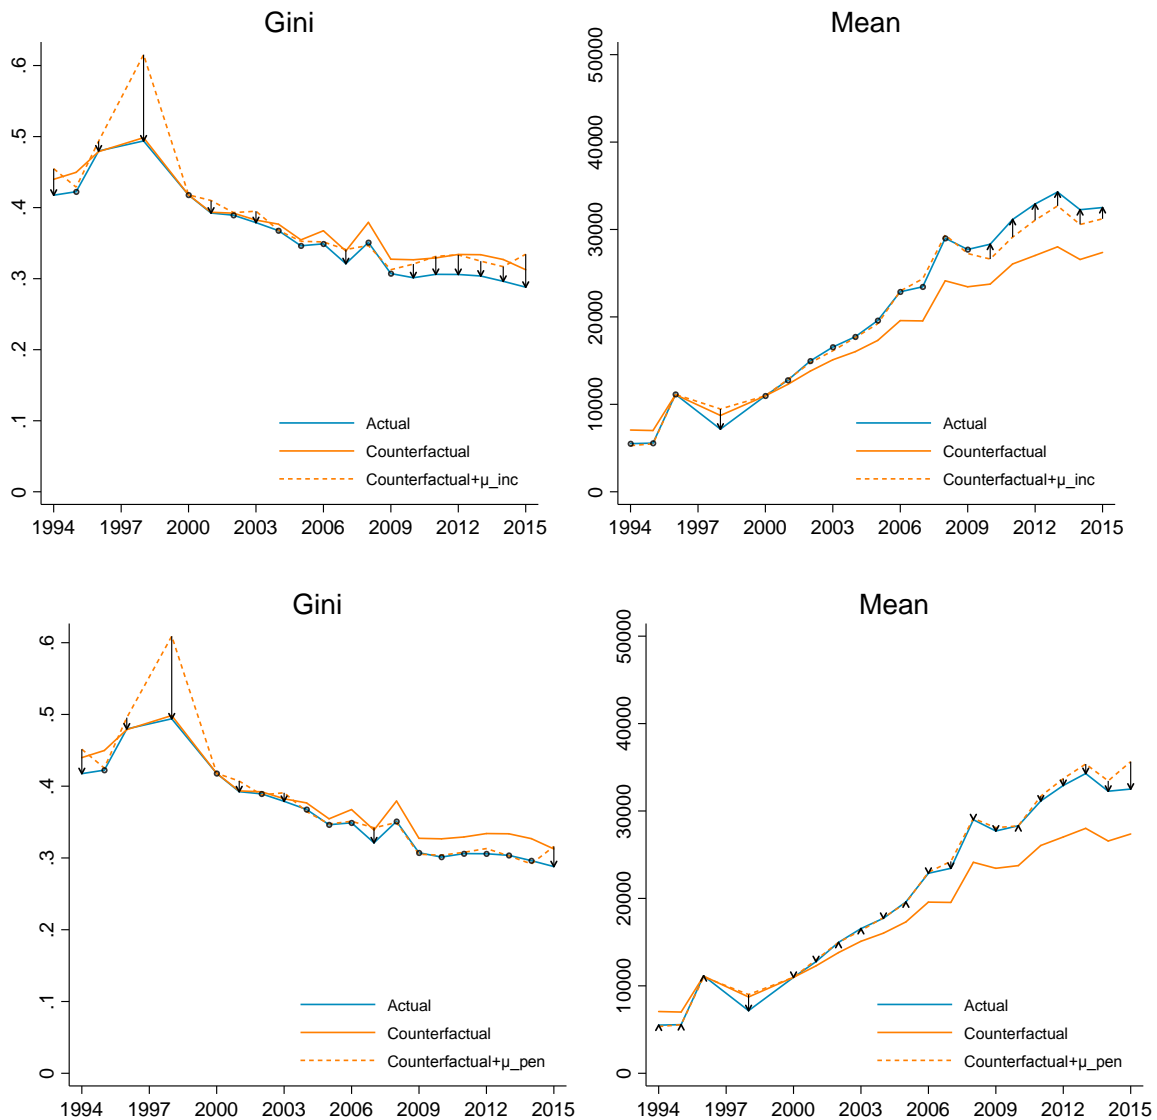 Gini
.6
.5
.4
.3
.2
.1
0
Actual
Counterfactual
Counterfactual+μ_inc
1994 1997 2000 2003 2006 2009 2012 2015
Mean
50000
40000
30000
20000
10000
0
Actual
Counterfactual
Counterfactual+μ_inc
1994 1997 2000 2003 2006 2009 2012 2015
Gini
.6
.5
.4
.3
.2
.1
0
Actual
Counterfactual
Counterfactual+μ_pen
1994 1997 2000 2003 2006 2009 2012 2015
Mean
50000
40000
30000
20000
10000
0
Actual
Counterfactual
Counterfactual+μ_pen
1994 1997 2000 2003 2006 2009 2012 2015